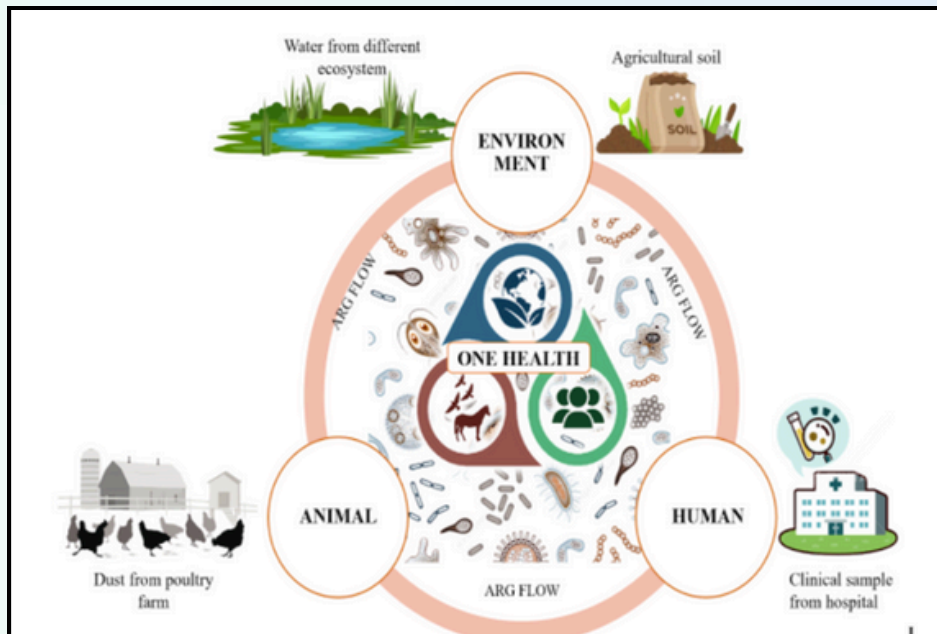 Water from different
ecosystem
Agricultural soil
SOIL
ENVIRON
MENT
ARG FLOW
ARG FLOW
ONE HEALTH
ANIMAL
HUMAN
Dust from poultry
farm
ARG FLOW
Clinical sample
from hospital